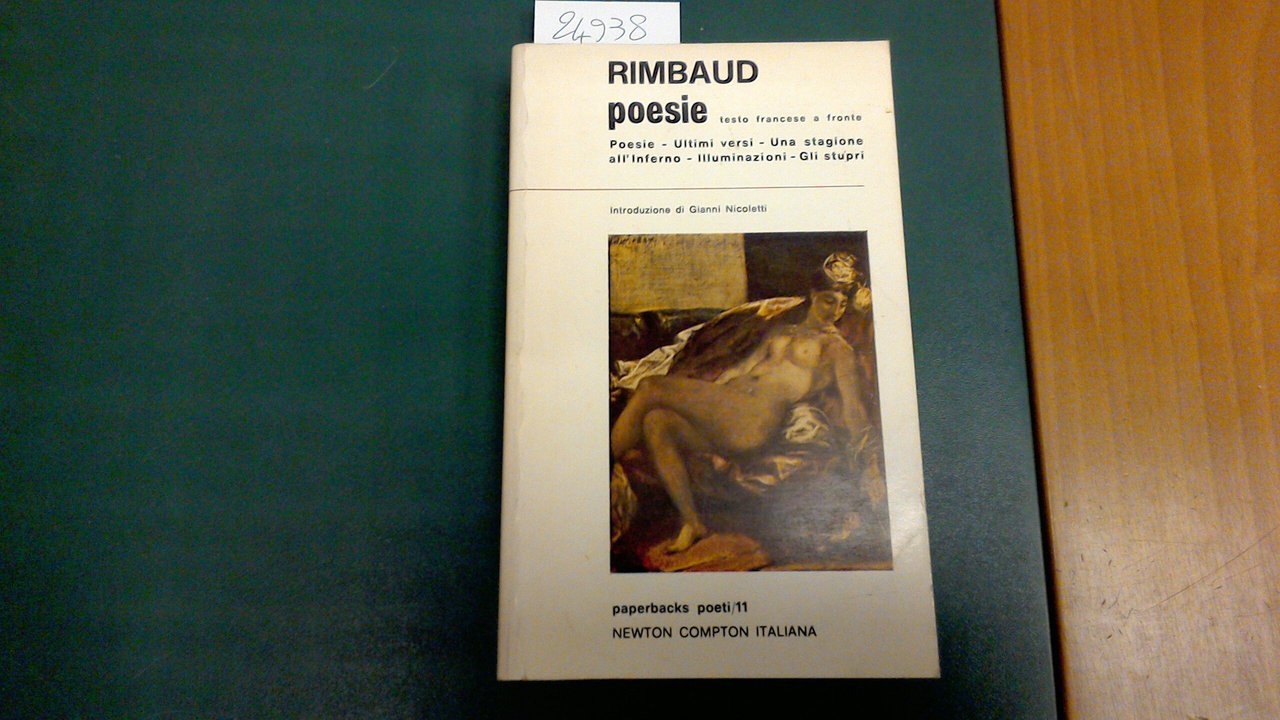 24938
RIMBAUD
poesie testo francese a fronte
Poesie - Ultimi versi - Una stagione
all'Inferno - Illuminazioni - Gli stupri
Introduzione di Gianni Nicoletti
paperbacks poeti/11
NEWTON COMPTON ITALIANA